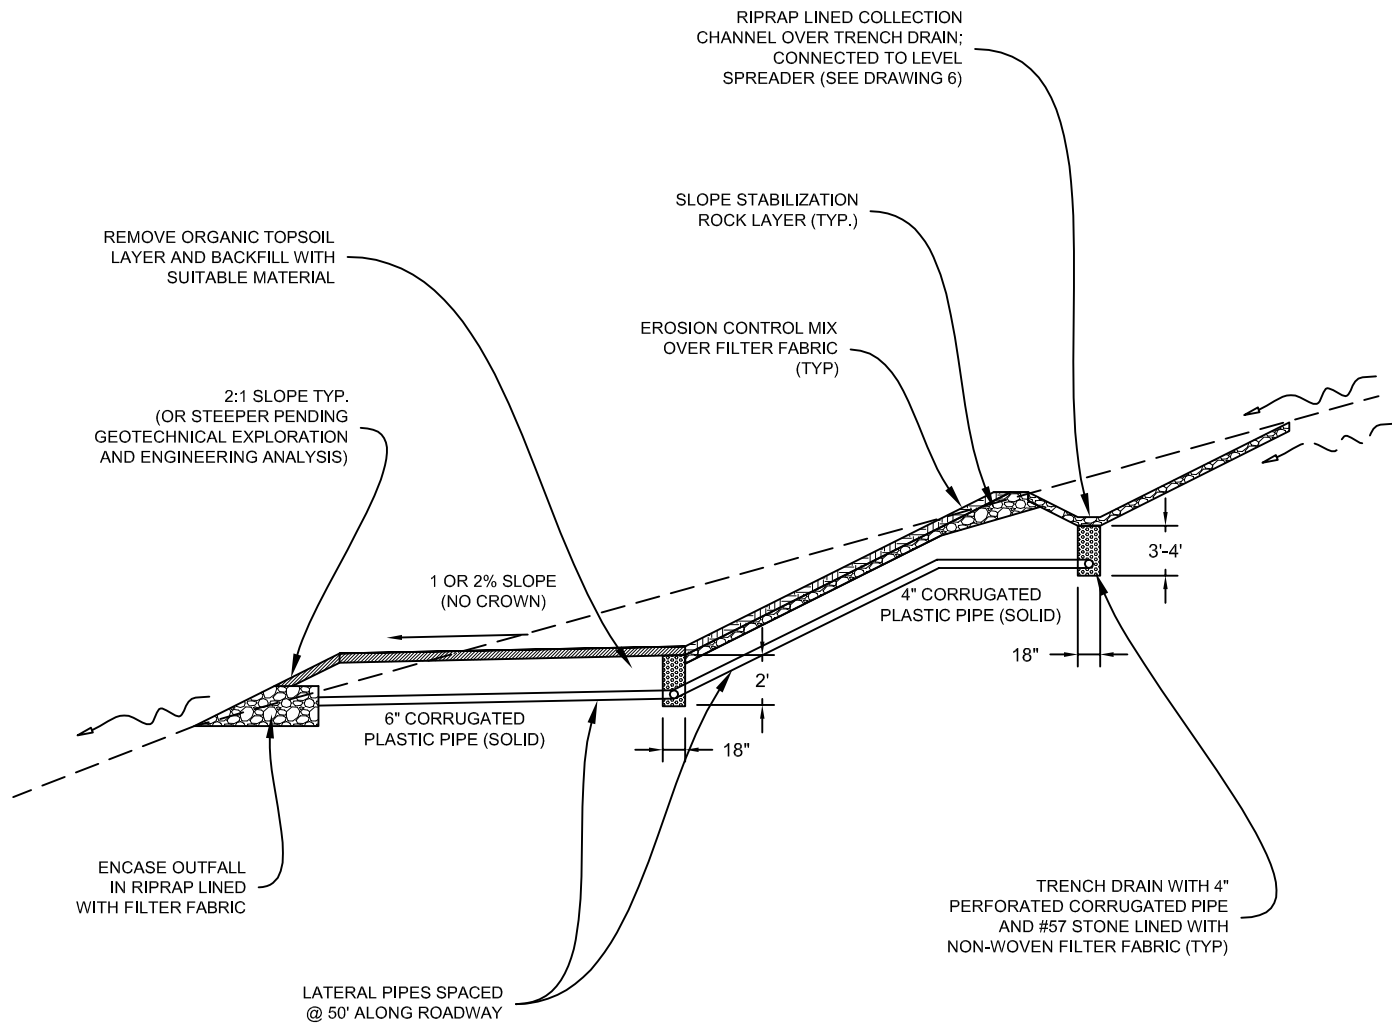 RIPRAP LINED COLLECTION
CHANNEL OVER TRENCH DRAIN;
CONNECTED TO LEVEL
SPREADER (SEE DRAWING 6)
SLOPE STABILIZATION
ROCK LAYER (TYP.)
REMOVE ORGANIC TOPSOIL
LAYER AND BACKFILL WITH
SUITABLE MATERIAL
EROSION CONTROL MIX
OVER FILTER FABRIC
(TYP)
2:1 SLOPE TYP.
(OR STEEPER PENDING
GEOTECHNICAL EXPLORATION
AND ENGINEERING ANALYSIS)
3'-4'
1 OR 2% SLOPE
(NO CROWN)
4" CORRUGATED
PLASTIC PIPE (SOLID)
18"
2'
6" CORRUGATED
PLASTIC PIPE (SOLID)
18"
ENCASE OUTFALL
IN RIPRAP LINED
WITH FILTER FABRIC
TRENCH DRAIN WITH 4"
PERFORATED CORRUGATED PIPE
AND #57 STONE LINED WITH
NON-WOVEN FILTER FABRIC (TYP)
LATERAL PIPES SPACED
@ 50' ALONG ROADWAY